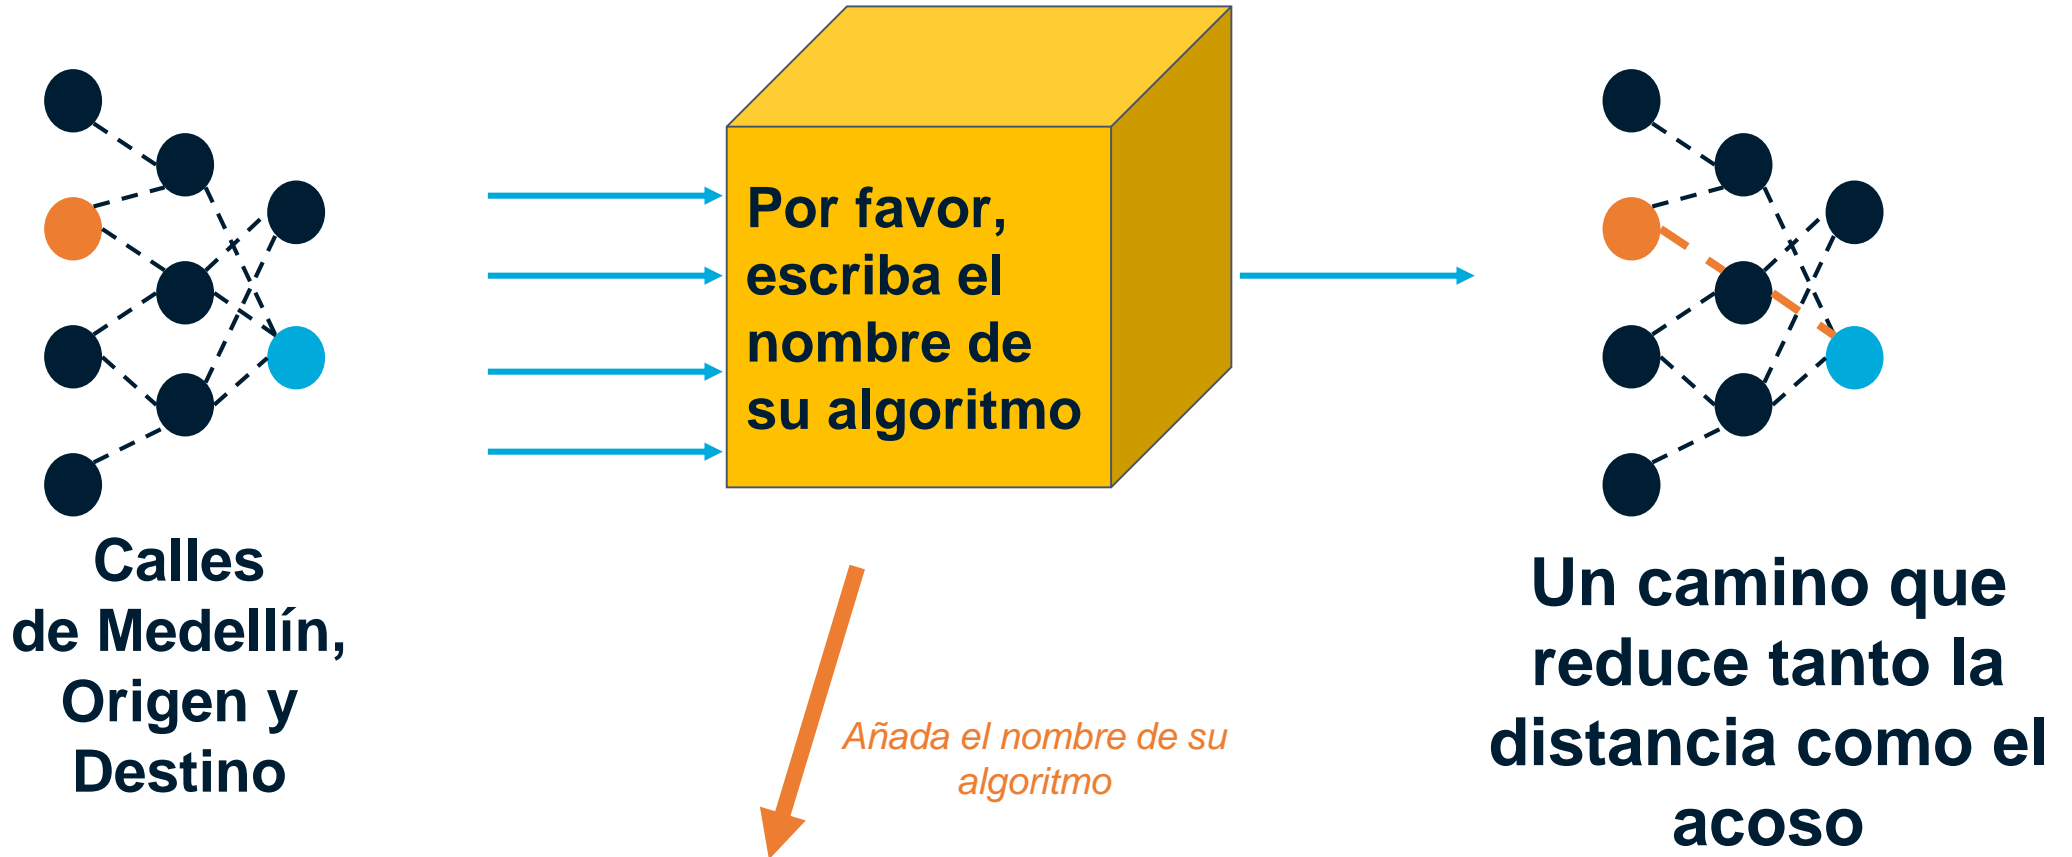 Por favor,
escriba el
nombre de
su algoritmo
Calles
de Medellín,
Origen y
Destino
Añada el nombre de su
algoritmo
Un camino que
reduce tanto la
distancia como el
acoso